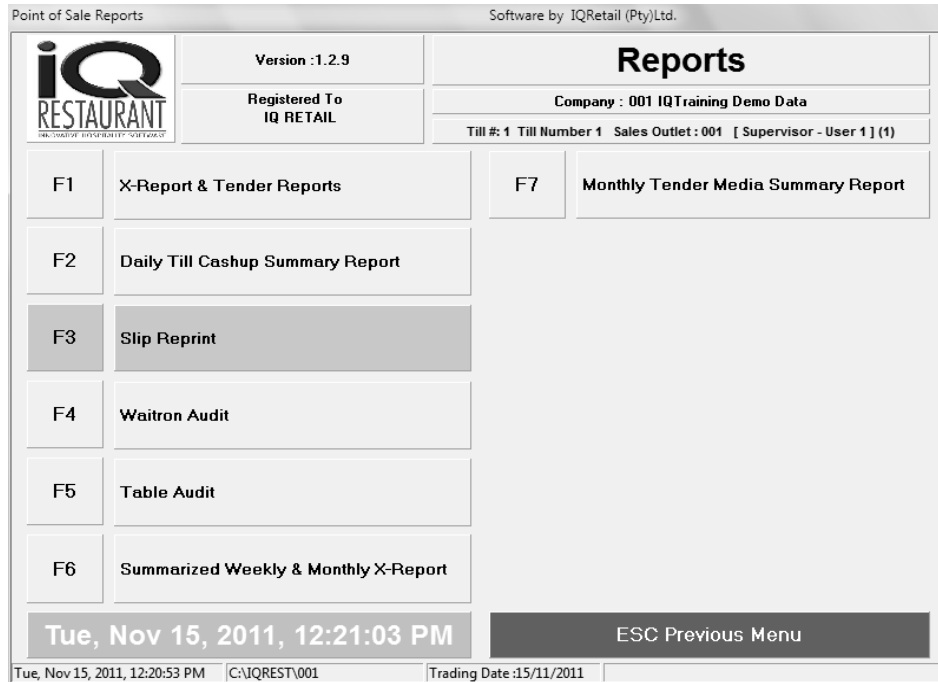 Point of Sale Reports
Software by IQRetail (Pty)Ltd.
iQ
RESTAURANT
INNOVATIVE HOSPITALITY SOFTWARE
Version :1.2.9
Registered To
IQ RETAIL
Reports
Company : 001 IQTraining Demo Data
Till #: 1 Till Number 1 Sales Outlet : 001 [ Supervisor - User 1 ] (1)
F1 X-Report & Tender Reports
F2 Daily Till Cashup Summary Report
F3 Slip Reprint
F4 Waitron Audit
F5 Table Audit
F6 Summarized Weekly & Monthly X-Report
F7 Monthly Tender Media Summary Report
Tue, Nov 15, 2011, 12:21:03 PM
ESC Previous Menu
Tue, Nov 15, 2011, 12:20:53 PM C:\IQREST\001 Trading Date :15/11/2011